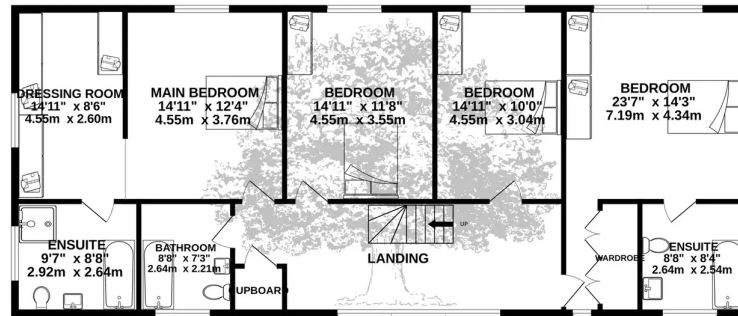 DRESSING ROOM
14'11" x 8'6"
4.55m x 2.60m
MAIN BEDROOM
14'11" x 12'4"
4.55m x 3.76m
BEDROOM
14'11" x 11'8"
4.55m x 3.55m
BEDROOM
14'11" x 10'0"
4.55m x 3.04m
BEDROOM
23'7" x 14'3"
7.19m x 4.34m
ENSUITE
9'7" x 8'8"
2.92m x 2.64m
BATHROOM
8'8" x 7'3"
2.64m x 2.21m
CUPBOARD
UP
LANDING
WARDROBE
ENSUITE
8'8" x 8'4"
2.64m x 2.54m